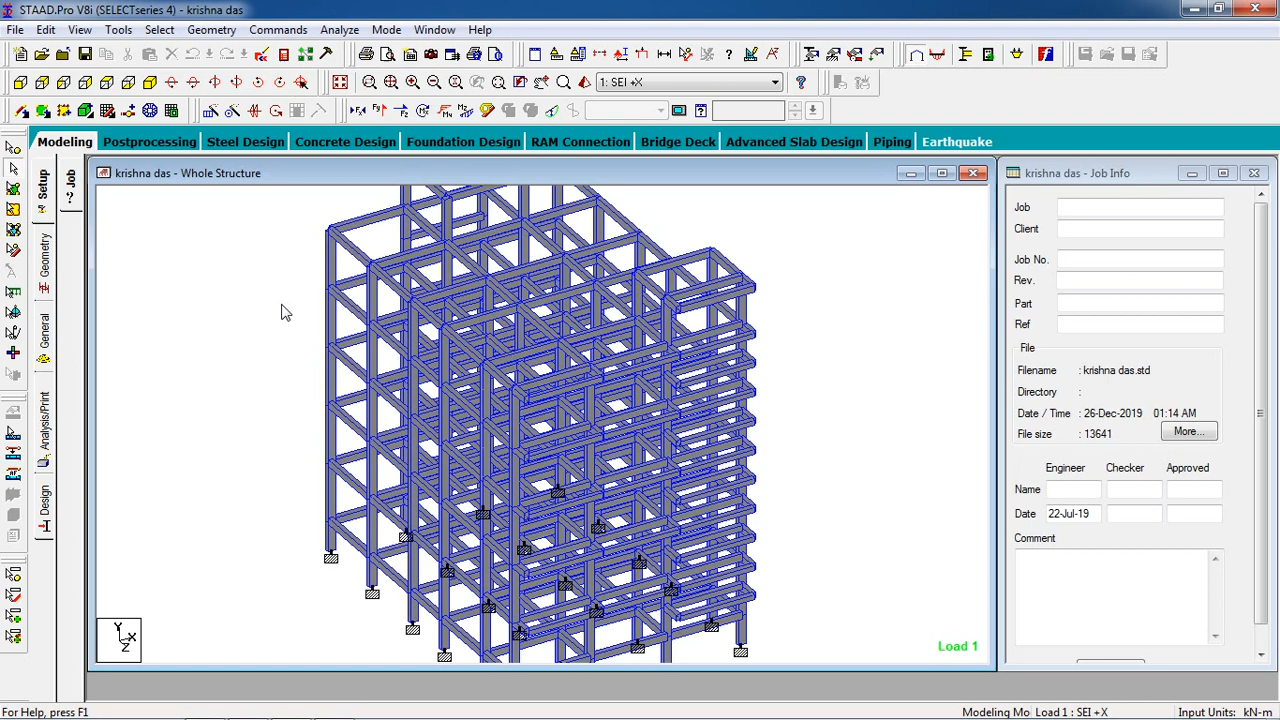 STAAD.Pro V8i (SELECTseries 4) - krishna das
File Edit View Tools Select Geometry Commands Analyze Mode Window Help
1: SEI +X
Modeling Postprocessing Steel Design Concrete Design Foundation Design RAM Connection Bridge Deck Advanced Slab Design Piping Earthquake
krishna das - Whole Structure
krishna das - Job Info
Setup
? Job
Geometry
General
Analysis/Print
Design
Job
Client
Job No.
Rev.
Part
Ref
File
Filename : krishna das.std
Directory :
Date / Time : 26-Dec-2019 01:14 AM
File size : 13641 More...
Engineer Checker Approved
Name
Date 22-Jul-19
Comment
Y
X
Z
Load 1
For Help, press F1
Modeling Mo Load 1 : SEI +X Input Units: kN-m